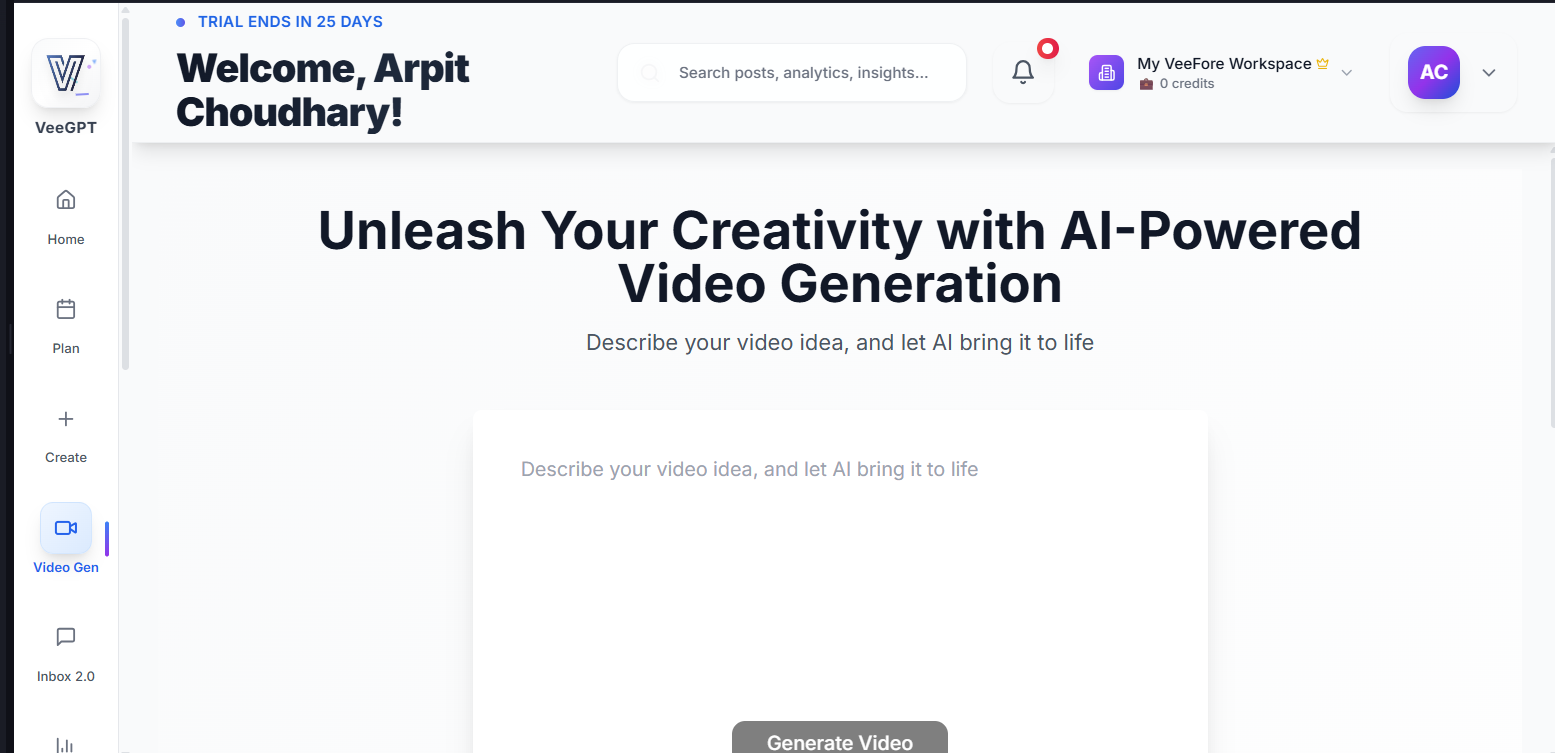 TRIAL ENDS IN 25 DAYS
Welcome, Arpit
Choudhary!
Search posts, analytics, insights...
My VeeFore Workspace
0 credits
AC
VeeGPT
Home
Plan
Create
Video Gen
Inbox 2.0
Unleash Your Creativity with AI-Powered
Video Generation
Describe your video idea, and let AI bring it to life
Describe your video idea, and let AI bring it to life
Generate Video